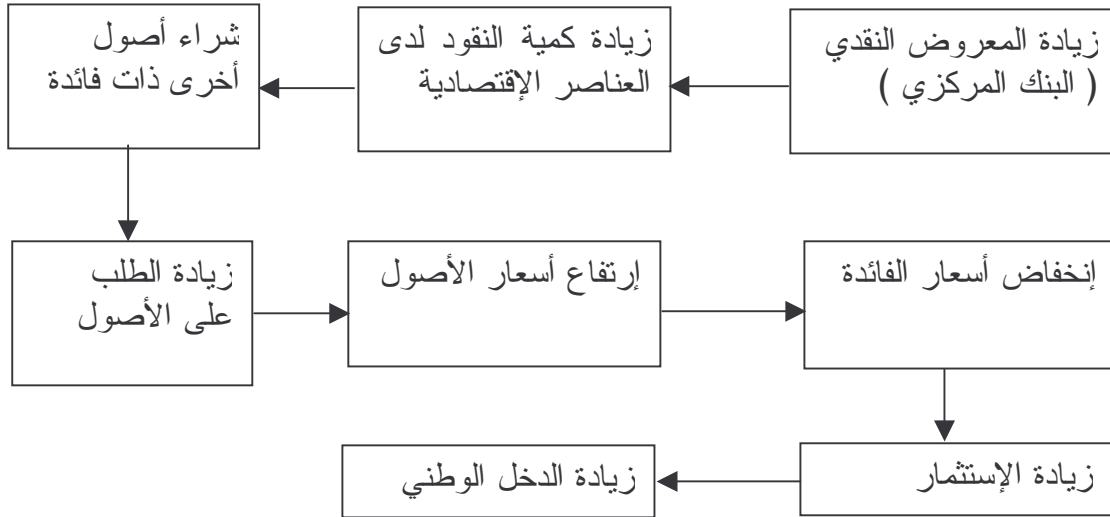 زيادة المعروض النقدي
( البنك المركزي )
زيادة كمية النقود لدى
العناصر الإقتصادية
شراء أصول
أخرى ذات فائدة
زيادة الطلب
على الأصول
إرتفاع أسعار الأصول
إنخفاض أسعار الفائدة
زيادة الإستثمار
زيادة الدخل الوطني